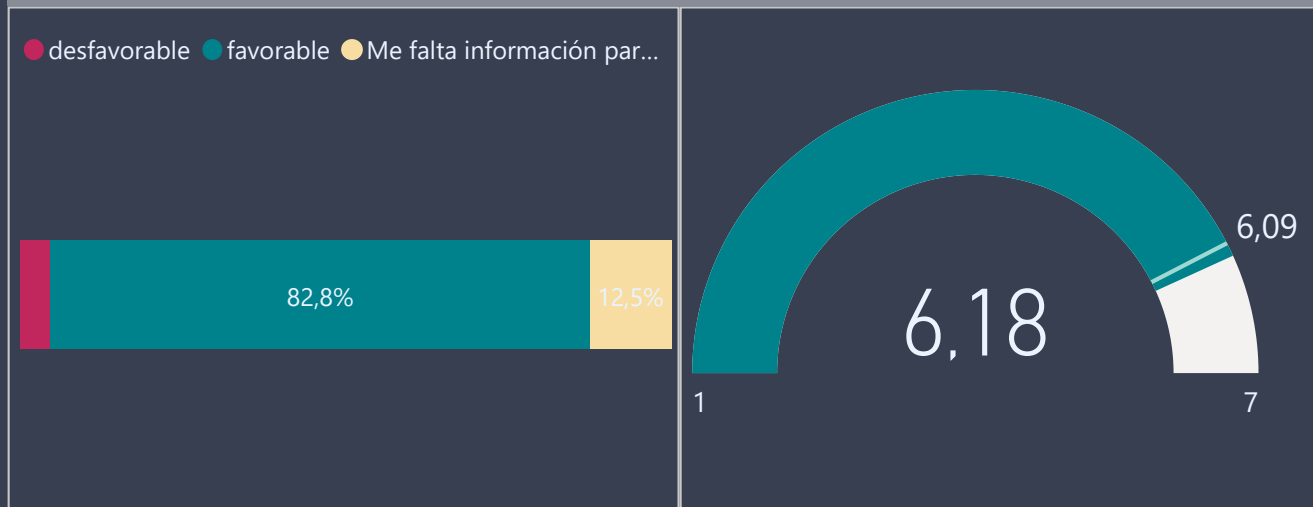 desfavorable favorable Me falta información par...
82,8% 12,5%
6,09
6,18
1 7